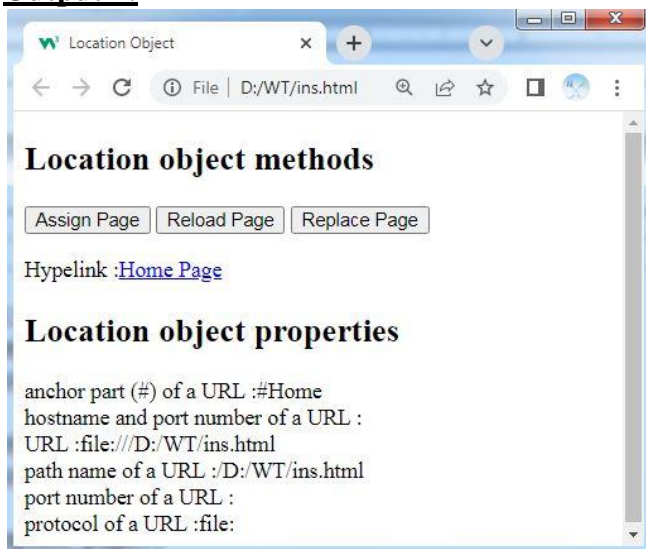 Location Object
File | D:/WT/ins.html
Location object methods
Assign Page Reload Page Replace Page
Hypelink :Home Page
Location object properties
anchor part (#) of a URL :#Home
hostname and port number of a URL :
URL :file:///D:/WT/ins.html
path name of a URL :/D:/WT/ins.html
port number of a URL :
protocol of a URL :file: